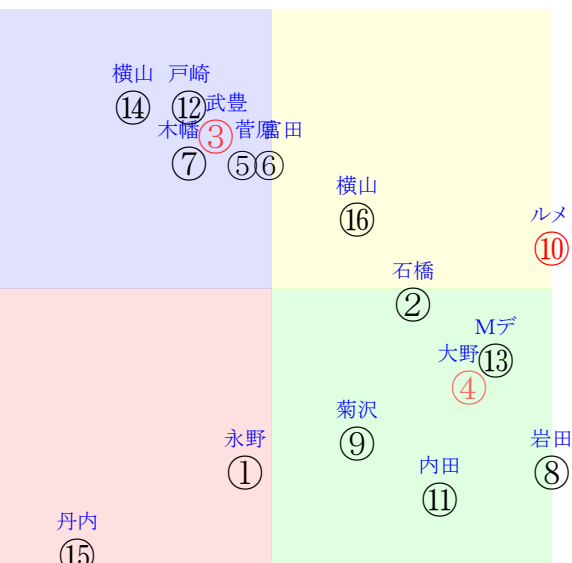 横山
⑭
戸崎
⑫
武豊
③
木幡
⑦
菅原
⑤
富田
⑥
横山
⑯
ルメ
⑩
石橋
②
Mデ
⑬
大野
④
菊沢
⑨
永野
①
内田
⑪
岩田
⑧
丹内
⑮